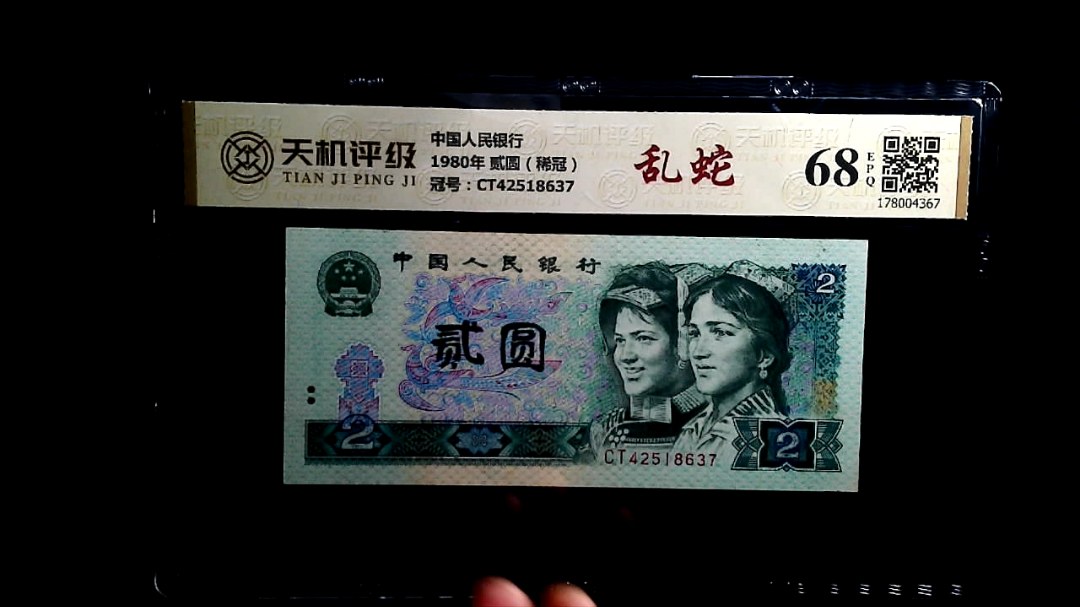 天机评级
TIAN JI PING JI
中国人民银行
1980年 贰圆（稀冠）
冠号：CT42518637
乱蛇
68
EPQ
178004367
中国人民银行
2
贰圆
2
2
CT42518637